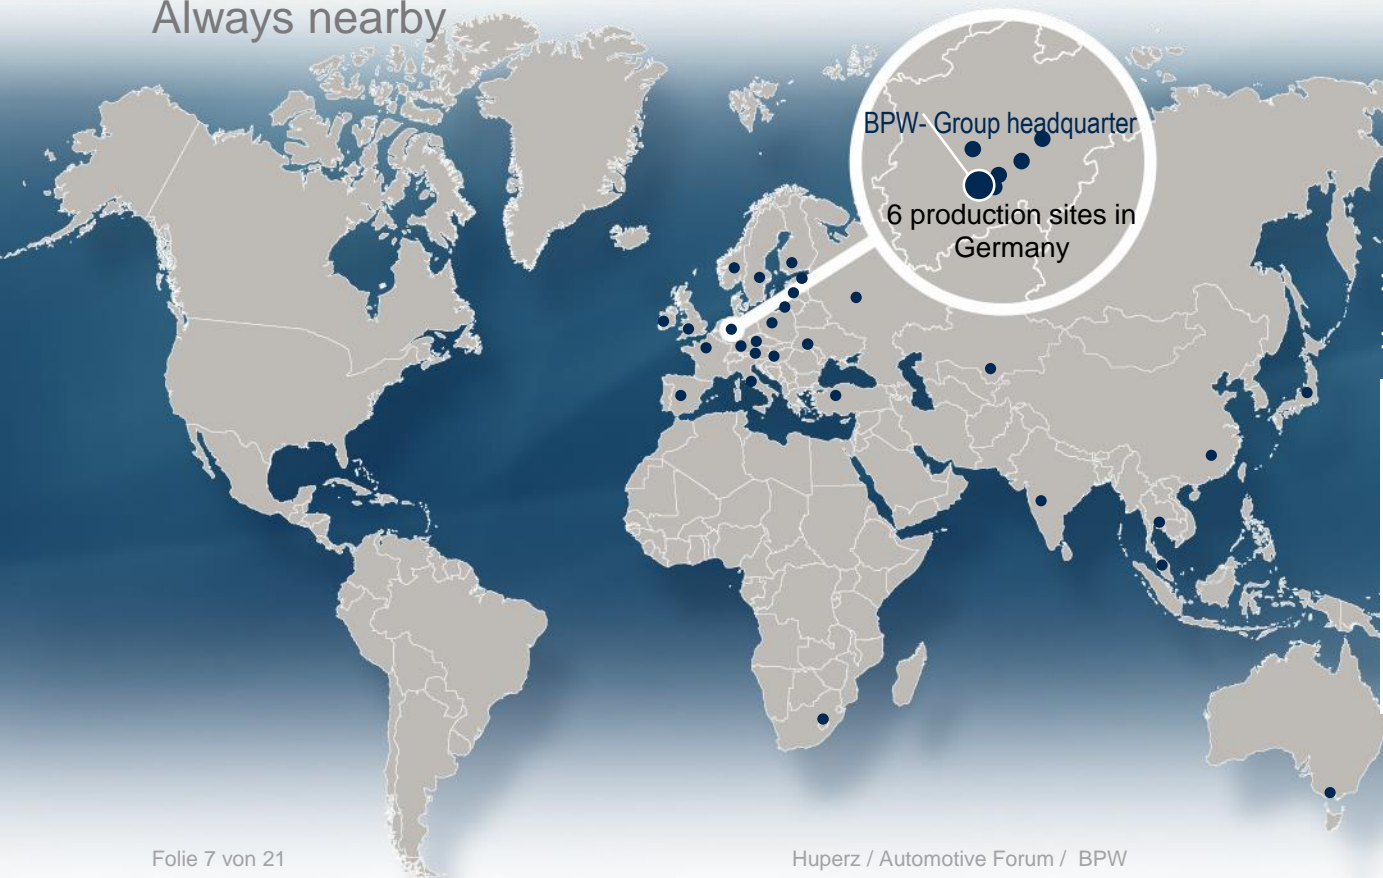 Always nearby
BPW- Group headquarter
6 production sites in
Germany
Folie 7 von 21
Huperz / Automotive Forum / BPW